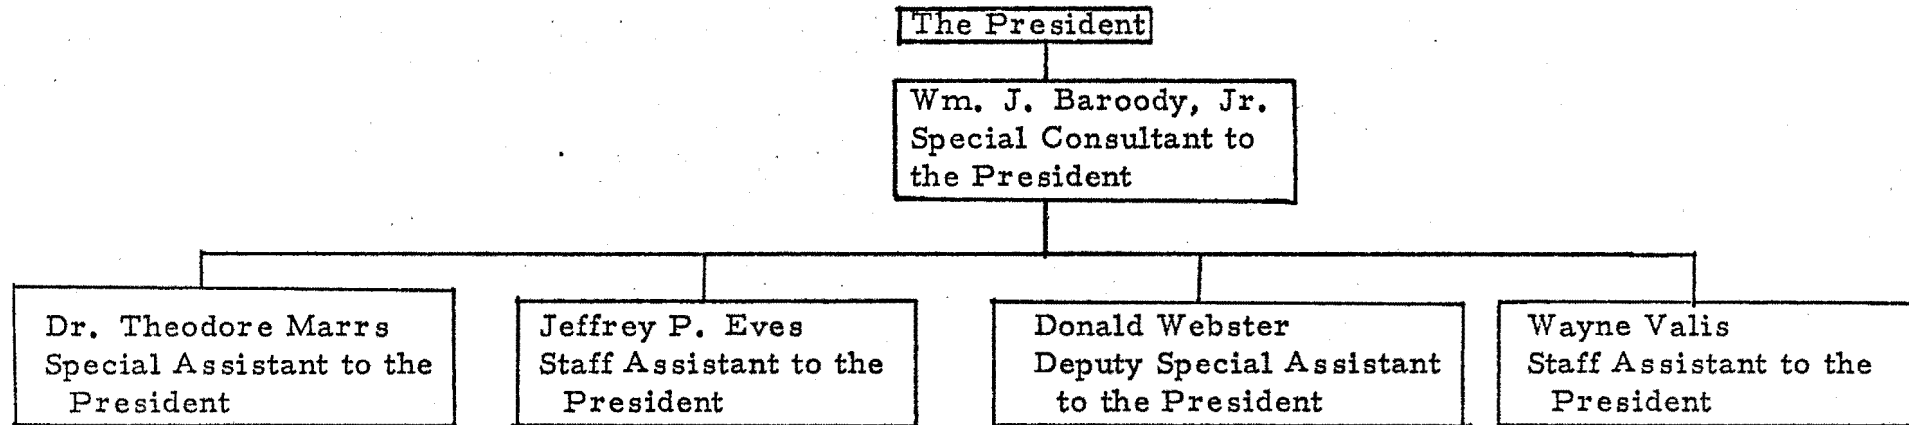 The President
Wm. J. Baroody, Jr.
Special Consultant to
the President
Dr. Theodore Marrs
Special Assistant to the
President
Jeffrey P. Eves
Staff Assistant to the
President
Donald Webster
Deputy Special Assistant
to the President
Wayne Valis
Staff Assistant to the
President